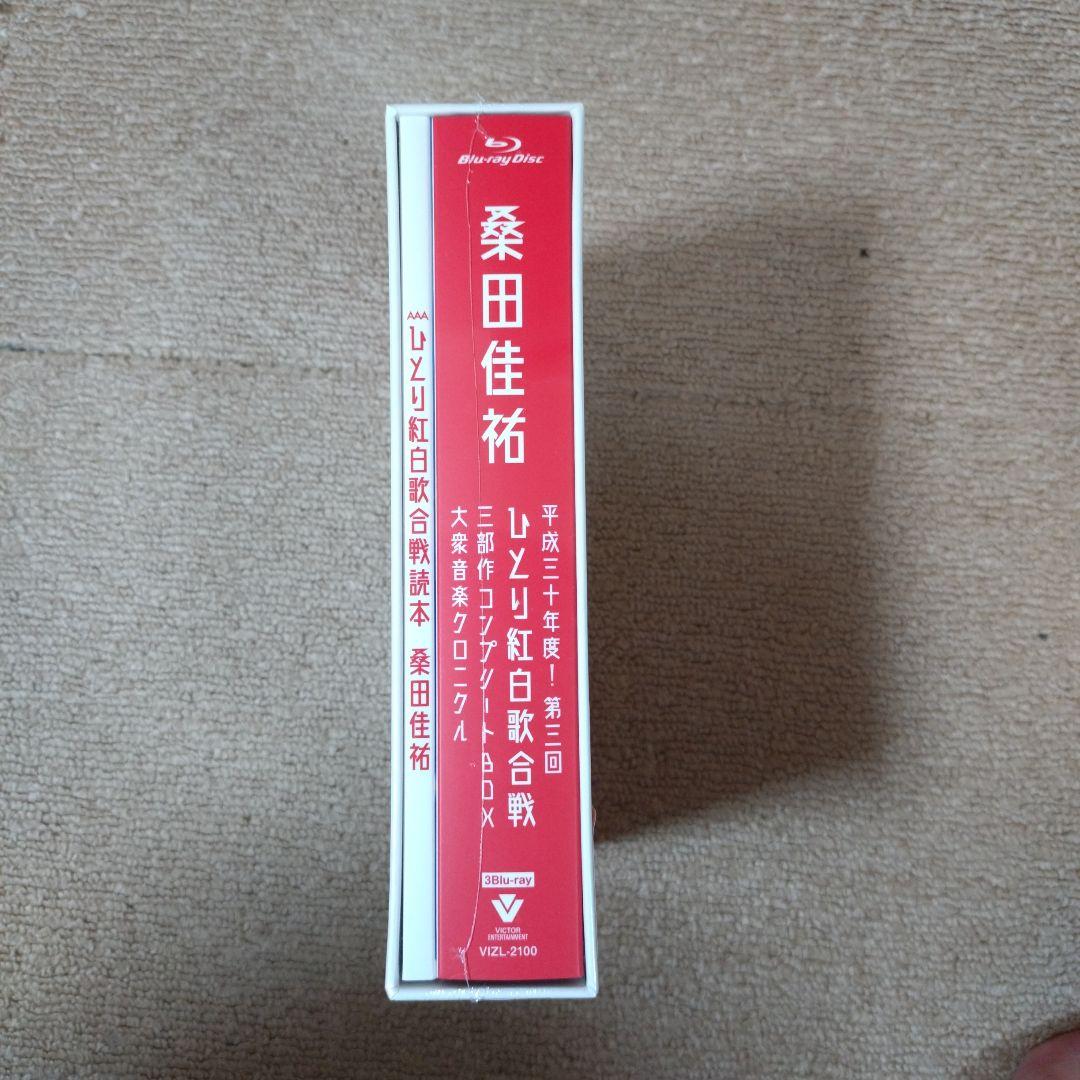 Blu-ray Disc
桑田佳祐
平成三十年度！第三回
ひとり紅白歌合戦
三部作コンプリートBOX
大衆音楽クロニクル
3Blu-ray
VICTOR
ENTERTAINMENT
VIZL-2100
AAA
ひとり紅白歌合戦読本 桑田佳祐